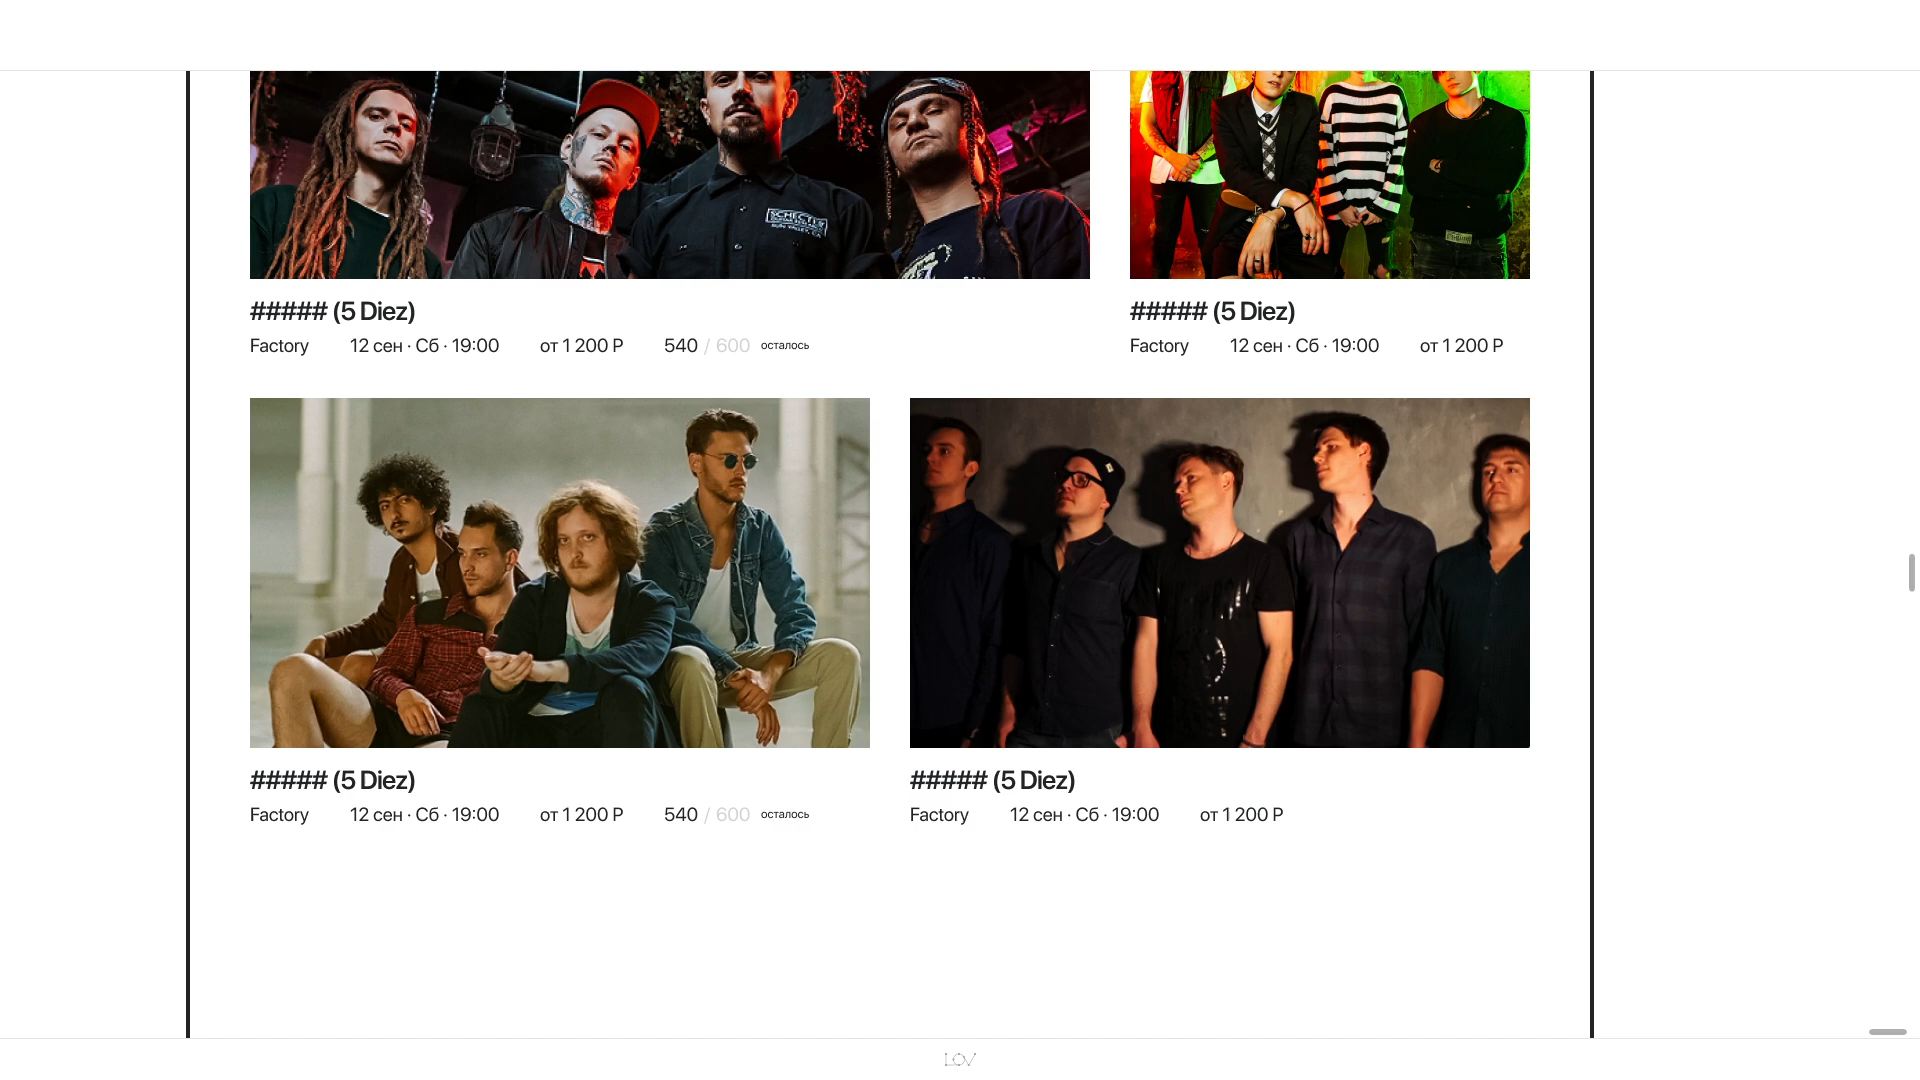 SCHECTER
##### (5 Diez)
Factory 12 сен · Сб · 19:00 от 1 200 Р 540 / 600 осталось
##### (5 Diez)
Factory 12 сен · Сб · 19:00 от 1 200 Р
##### (5 Diez)
Factory 12 сен · Сб · 19:00 от 1 200 Р 540 / 600 осталось
##### (5 Diez)
Factory 12 сен · Сб · 19:00 от 1 200 Р
LOV